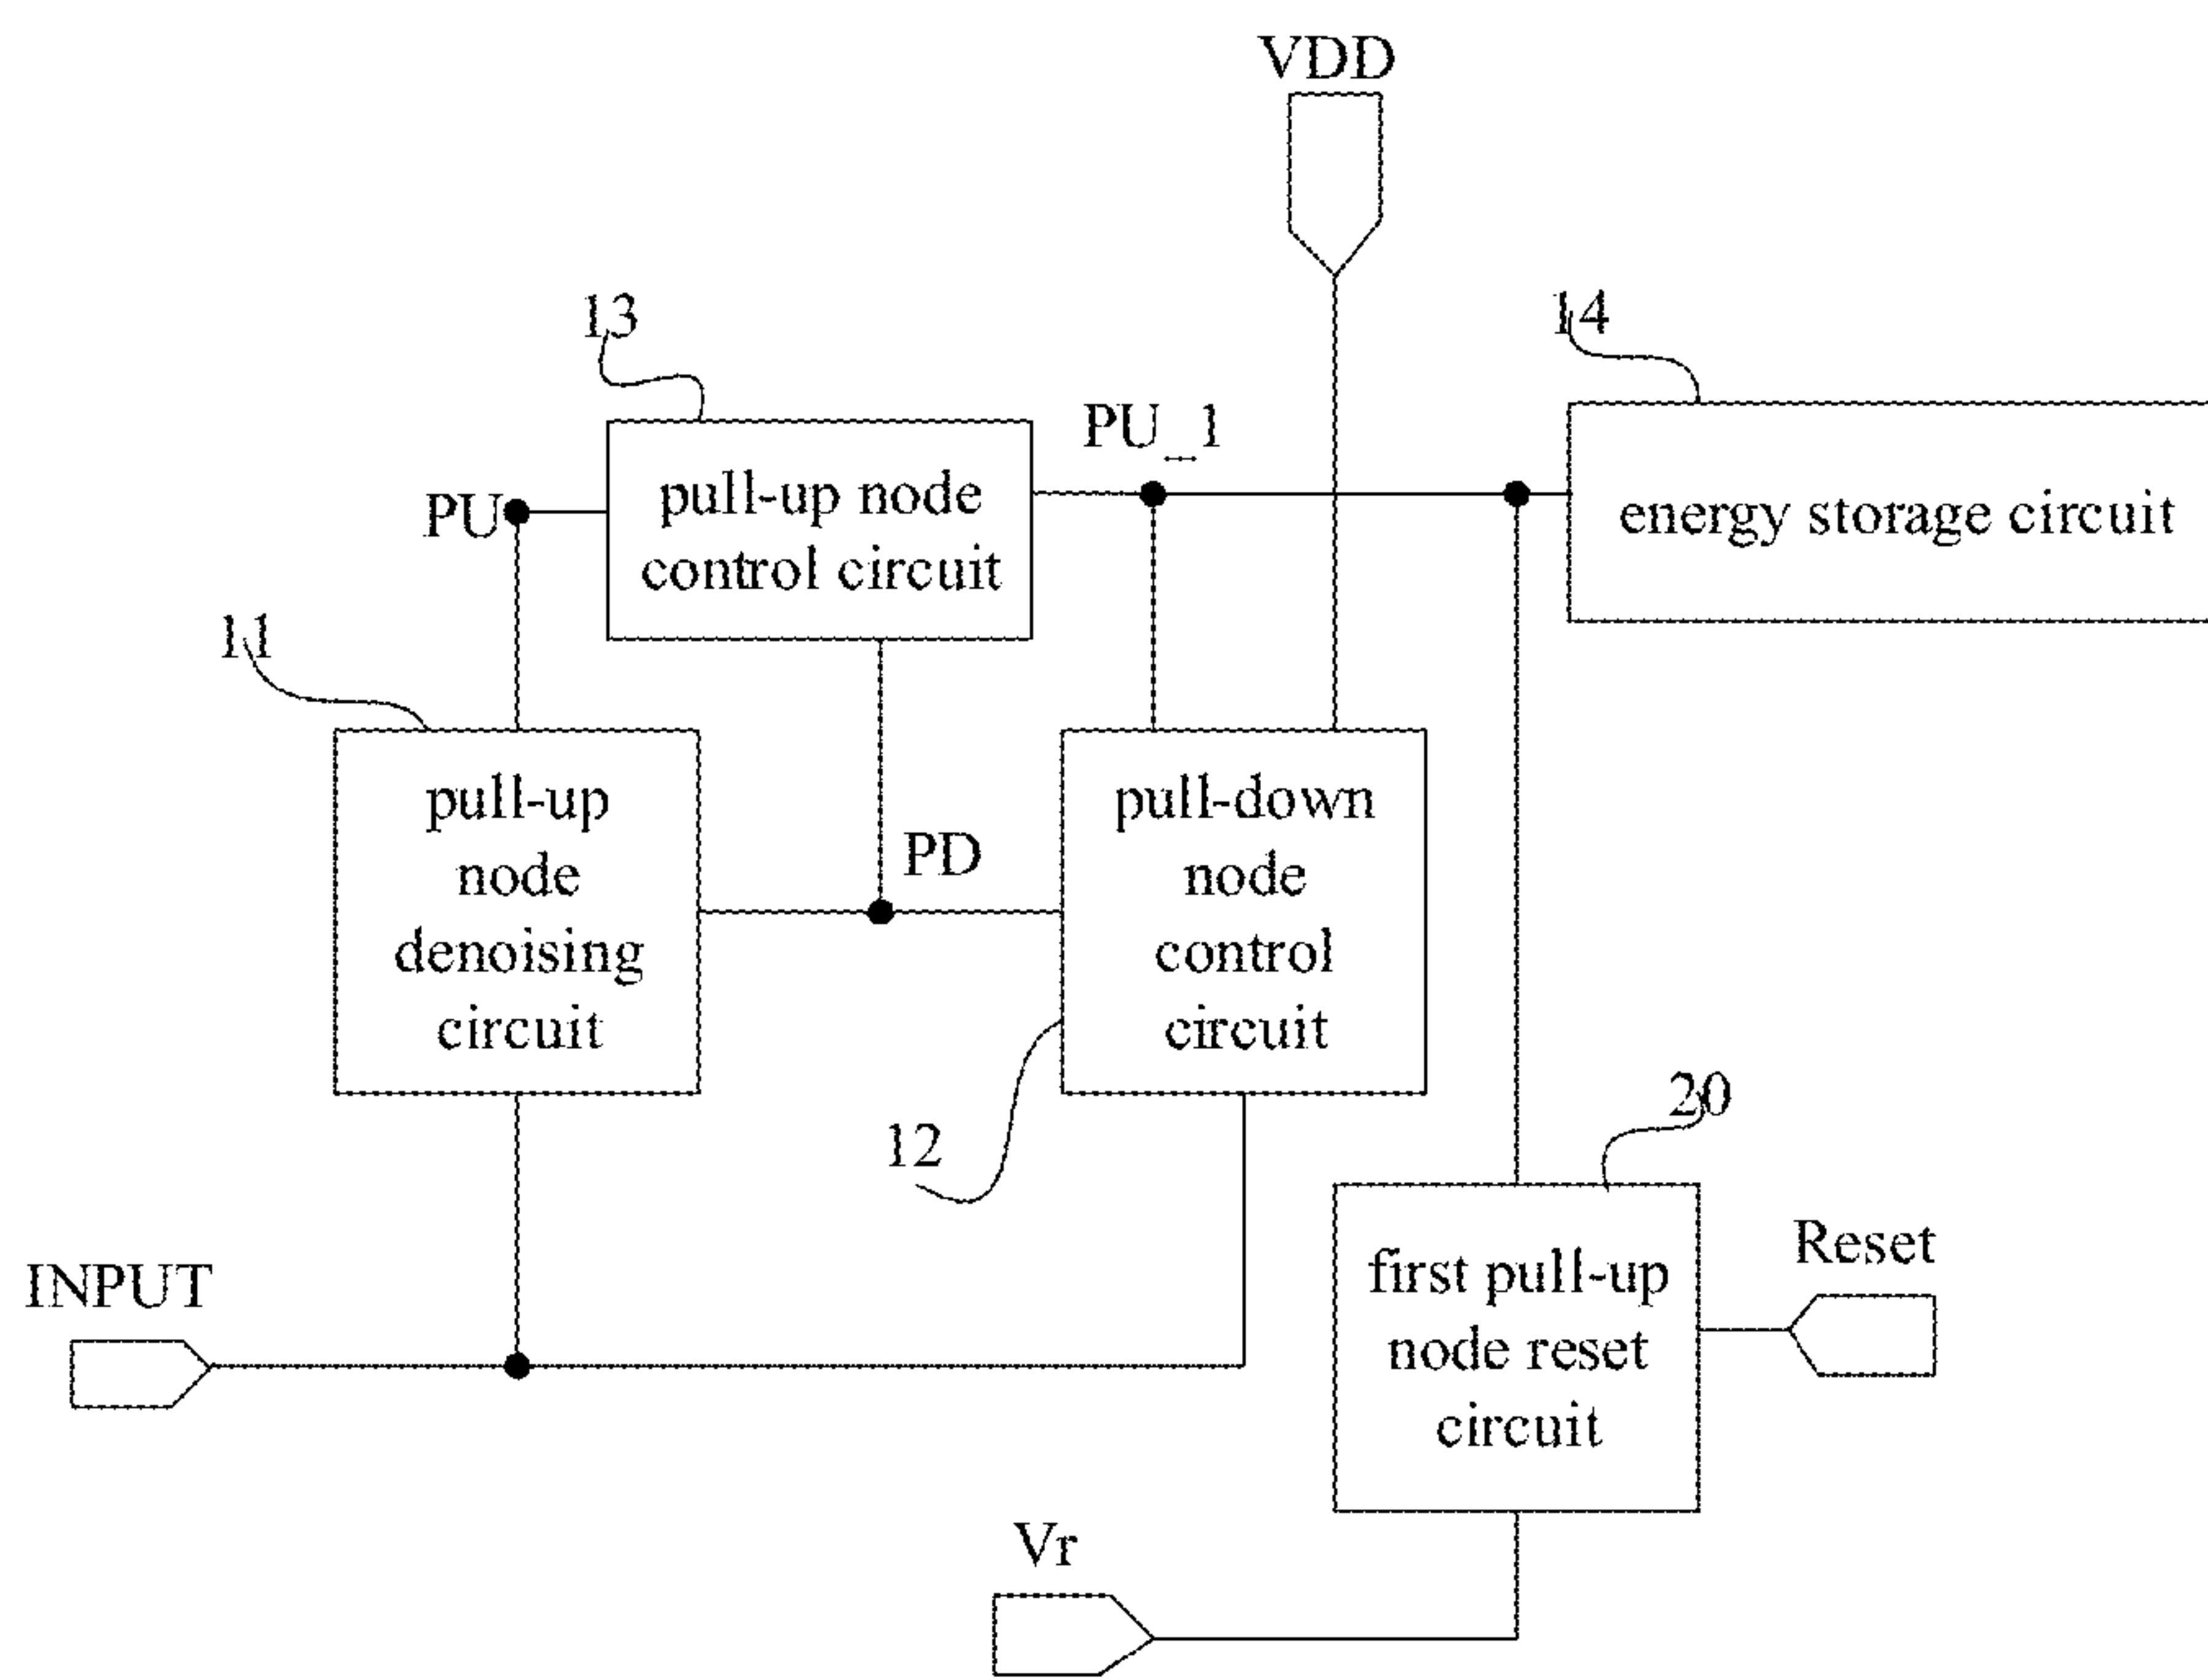 VDD
13
14
PU_1
PU
pull-up node
control circuit
energy storage circuit
11
pull-up
node
denoising
circuit
PD
pull-down
node
control
circuit
12
20
INPUT
first pull-up
node reset
circuit
Reset
Vr